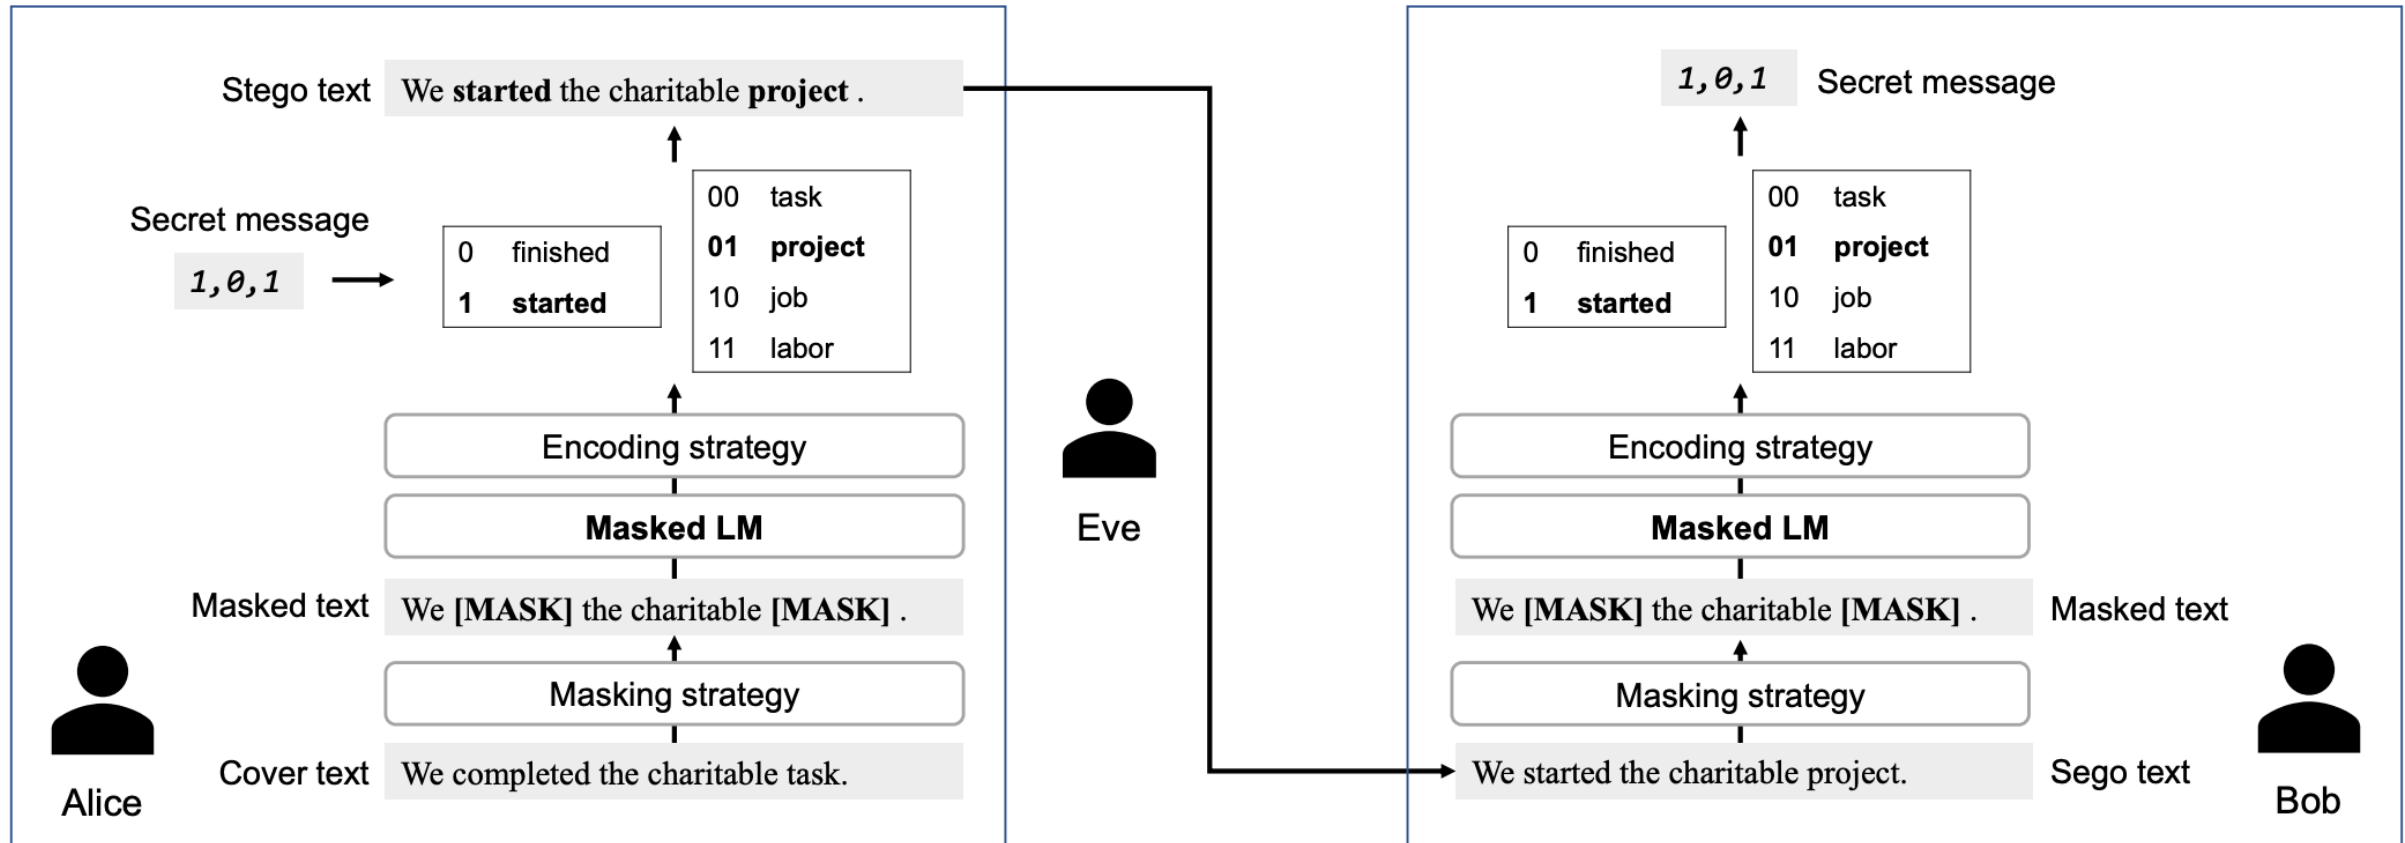 Stego text
We started the charitable project .
Secret message
1,0,1
0 finished
1 started
00 task
01 project
10 job
11 labor
Encoding strategy
Masked LM
Masked text
We [MASK] the charitable [MASK] .
Masking strategy
Cover text
We completed the charitable task.
Alice
Eve
1,0,1
Secret message
0 finished
1 started
00 task
01 project
10 job
11 labor
Encoding strategy
Masked LM
We [MASK] the charitable [MASK] .
Masked text
Masking strategy
We started the charitable project.
Sego text
Bob